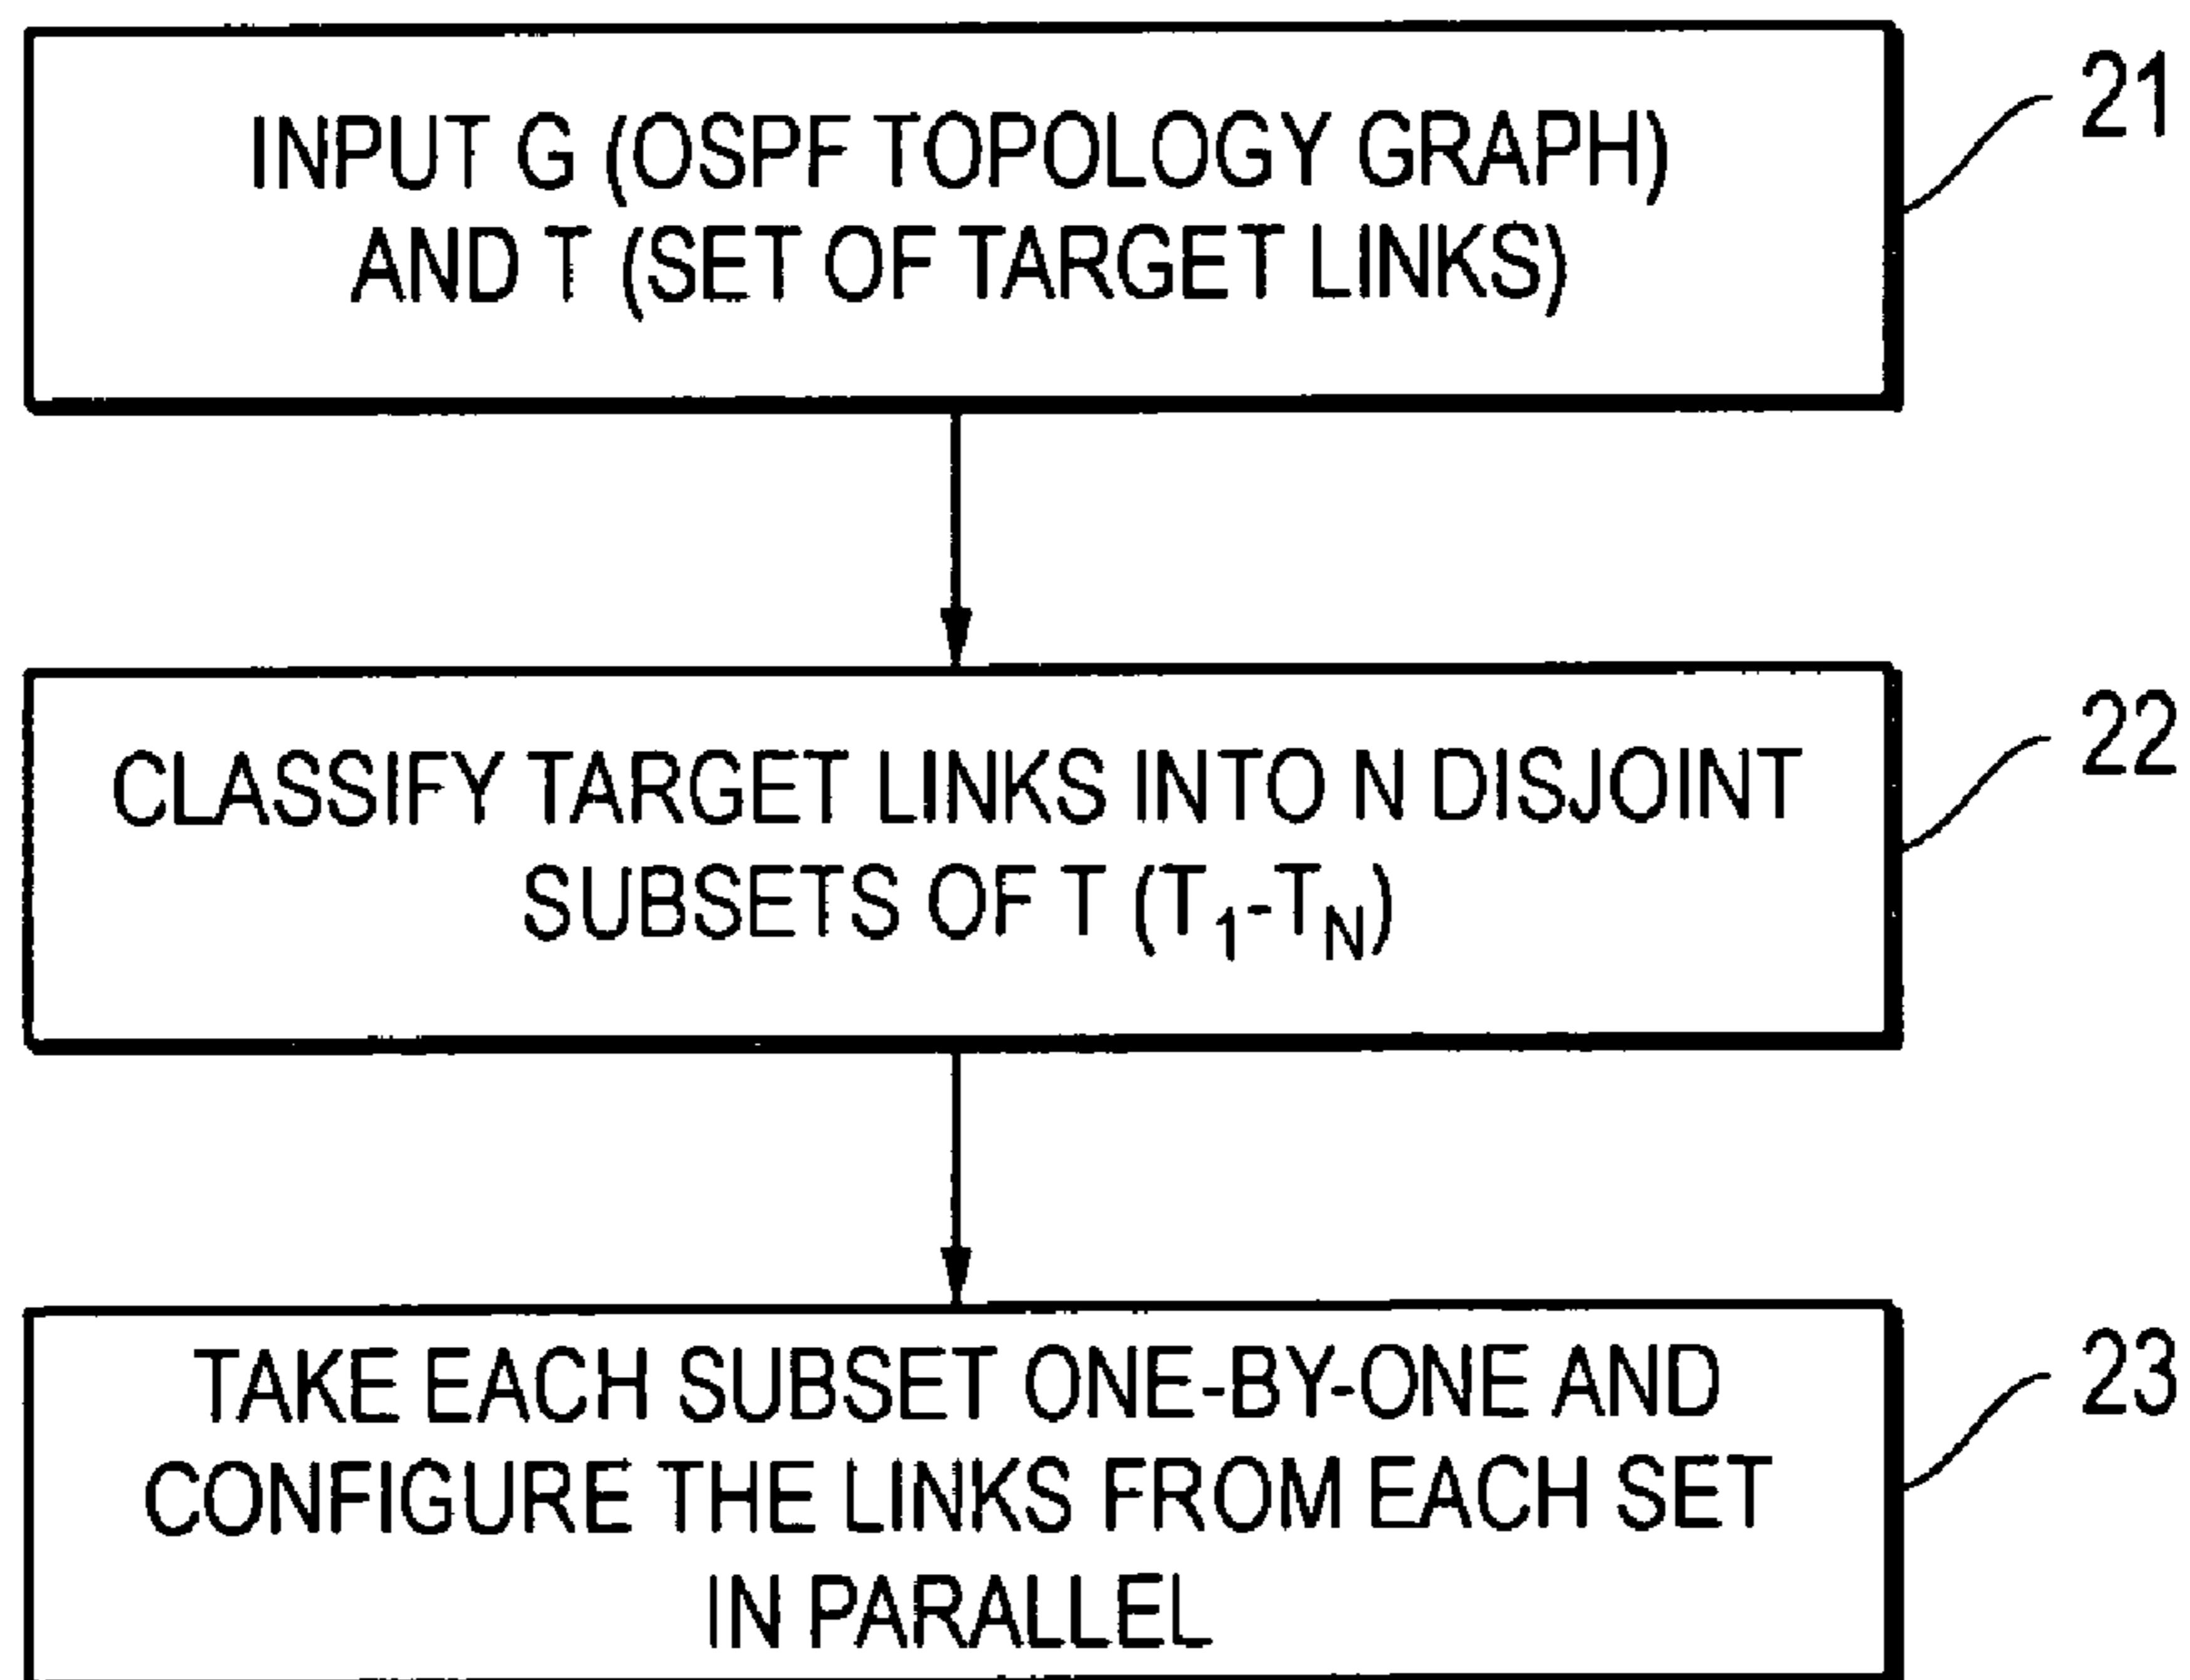 INPUT G (OSPF TOPOLOGY GRAPH)
AND T (SET OF TARGET LINKS)
21
CLASSIFY TARGET LINKS INTO N DISJOINT
SUBSETS OF T (T₁-T_N)
22
TAKE EACH SUBSET ONE-BY-ONE AND
CONFIGURE THE LINKS FROM EACH SET
IN PARALLEL
23